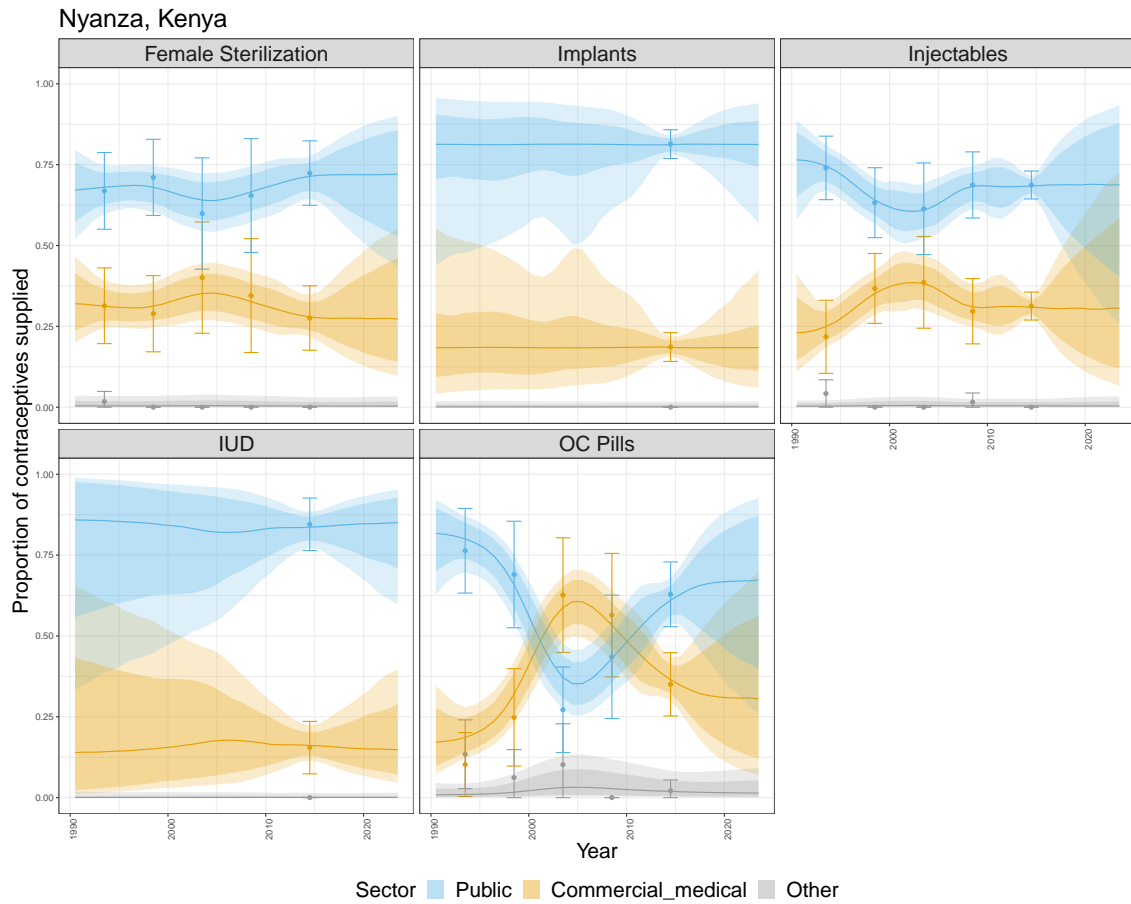 Nyanza, Kenya
Female Sterilization
Implants
Injectables
1.00
0.75
0.50
0.25
0.00
1990
2000
2010
2020
IUD
OC Pills
1.00
0.75
0.50
0.25
0.00
1990
2000
2010
2020
1990
2000
2010
2020
Proportion of contraceptives supplied
Year
Sector Public Commercial_medical Other